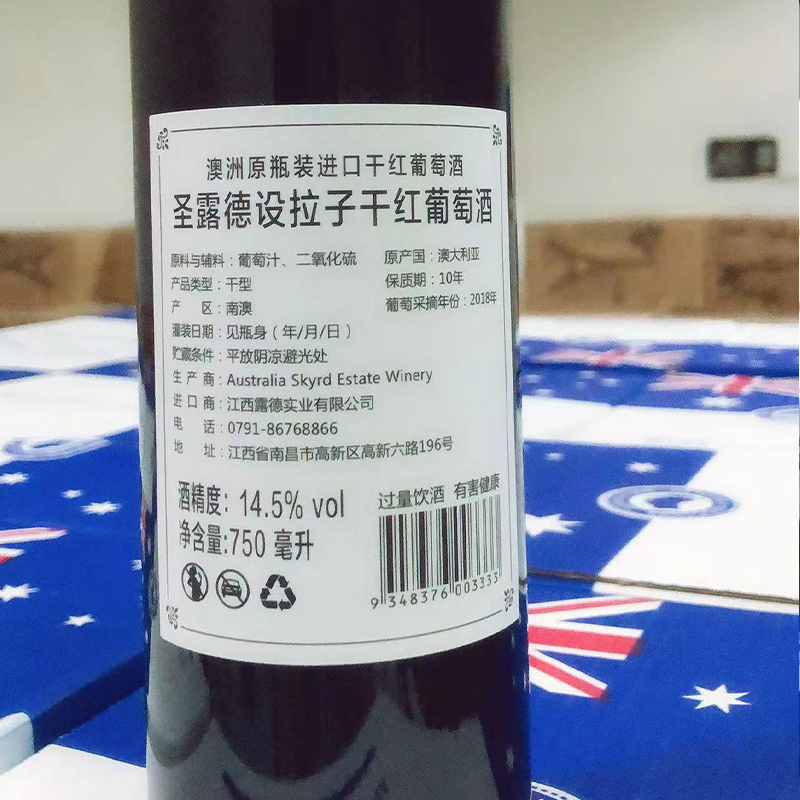 澳洲原瓶装进口干红葡萄酒
圣露德设拉子干红葡萄酒
原料与辅料：葡萄汁、二氧化硫 原产国：澳大利亚
产品类型：干型 保质期：10年
产 区：南澳 葡萄采摘年份：2018年
灌装日期：见瓶身（年/月/日）
贮藏条件：平放阴凉避光处
生 产 商：Australia Skyrd Estate Winery
进 口 商：江西露德实业有限公司
电 话：0791-86768866
地 址：江西省南昌市高新区高新六路196号
酒精度：14.5% vol 过量饮酒 有害健康
净含量:750 毫升
9 348376 003333